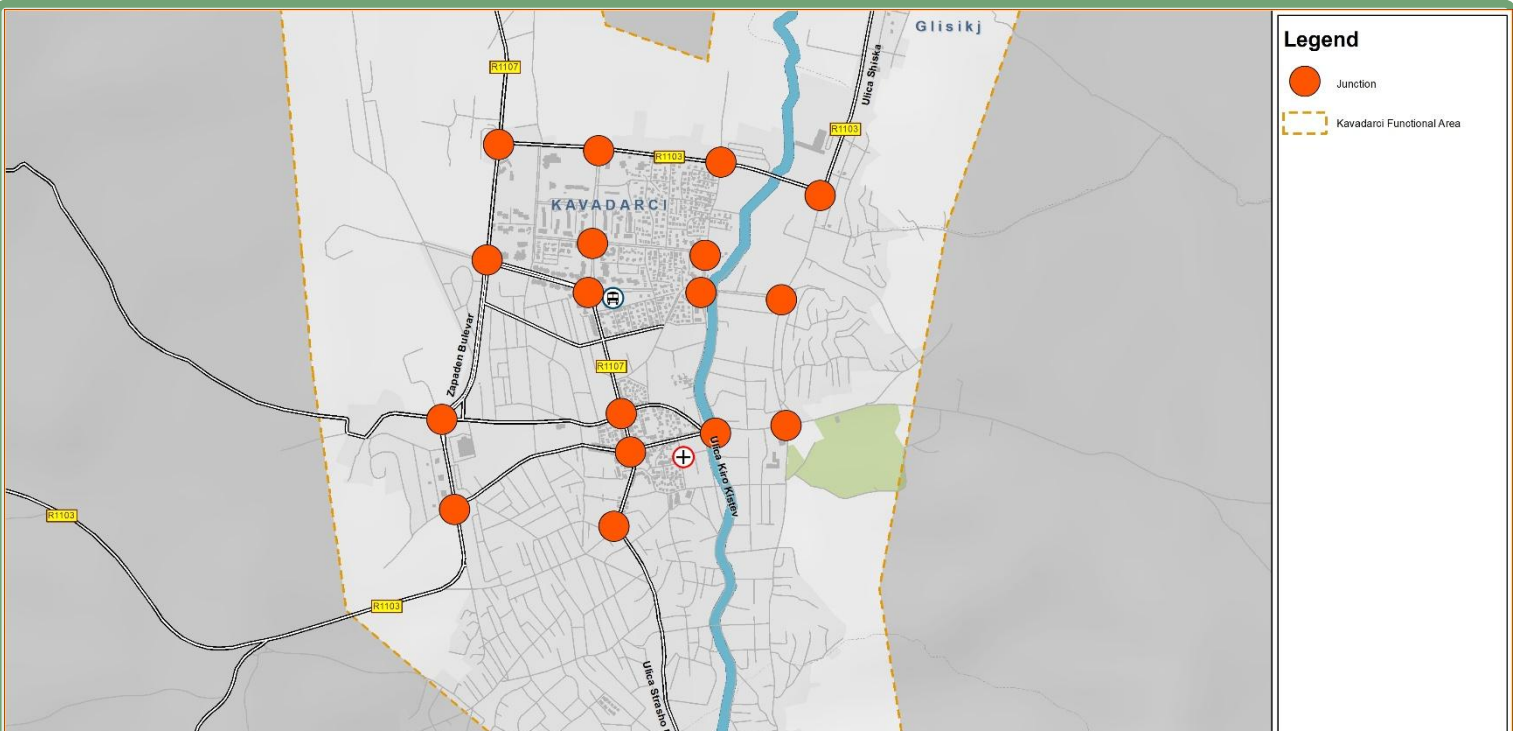 Glisikj
Legend
R1107
Ulica Shiska
Junction
Kavadarci Functional Area
R1103
R1103
KAVADARCI
Zapaden Bulevar
R1107
Ulica Kiro Kistev
R1103
R1103
Ulica Strasho